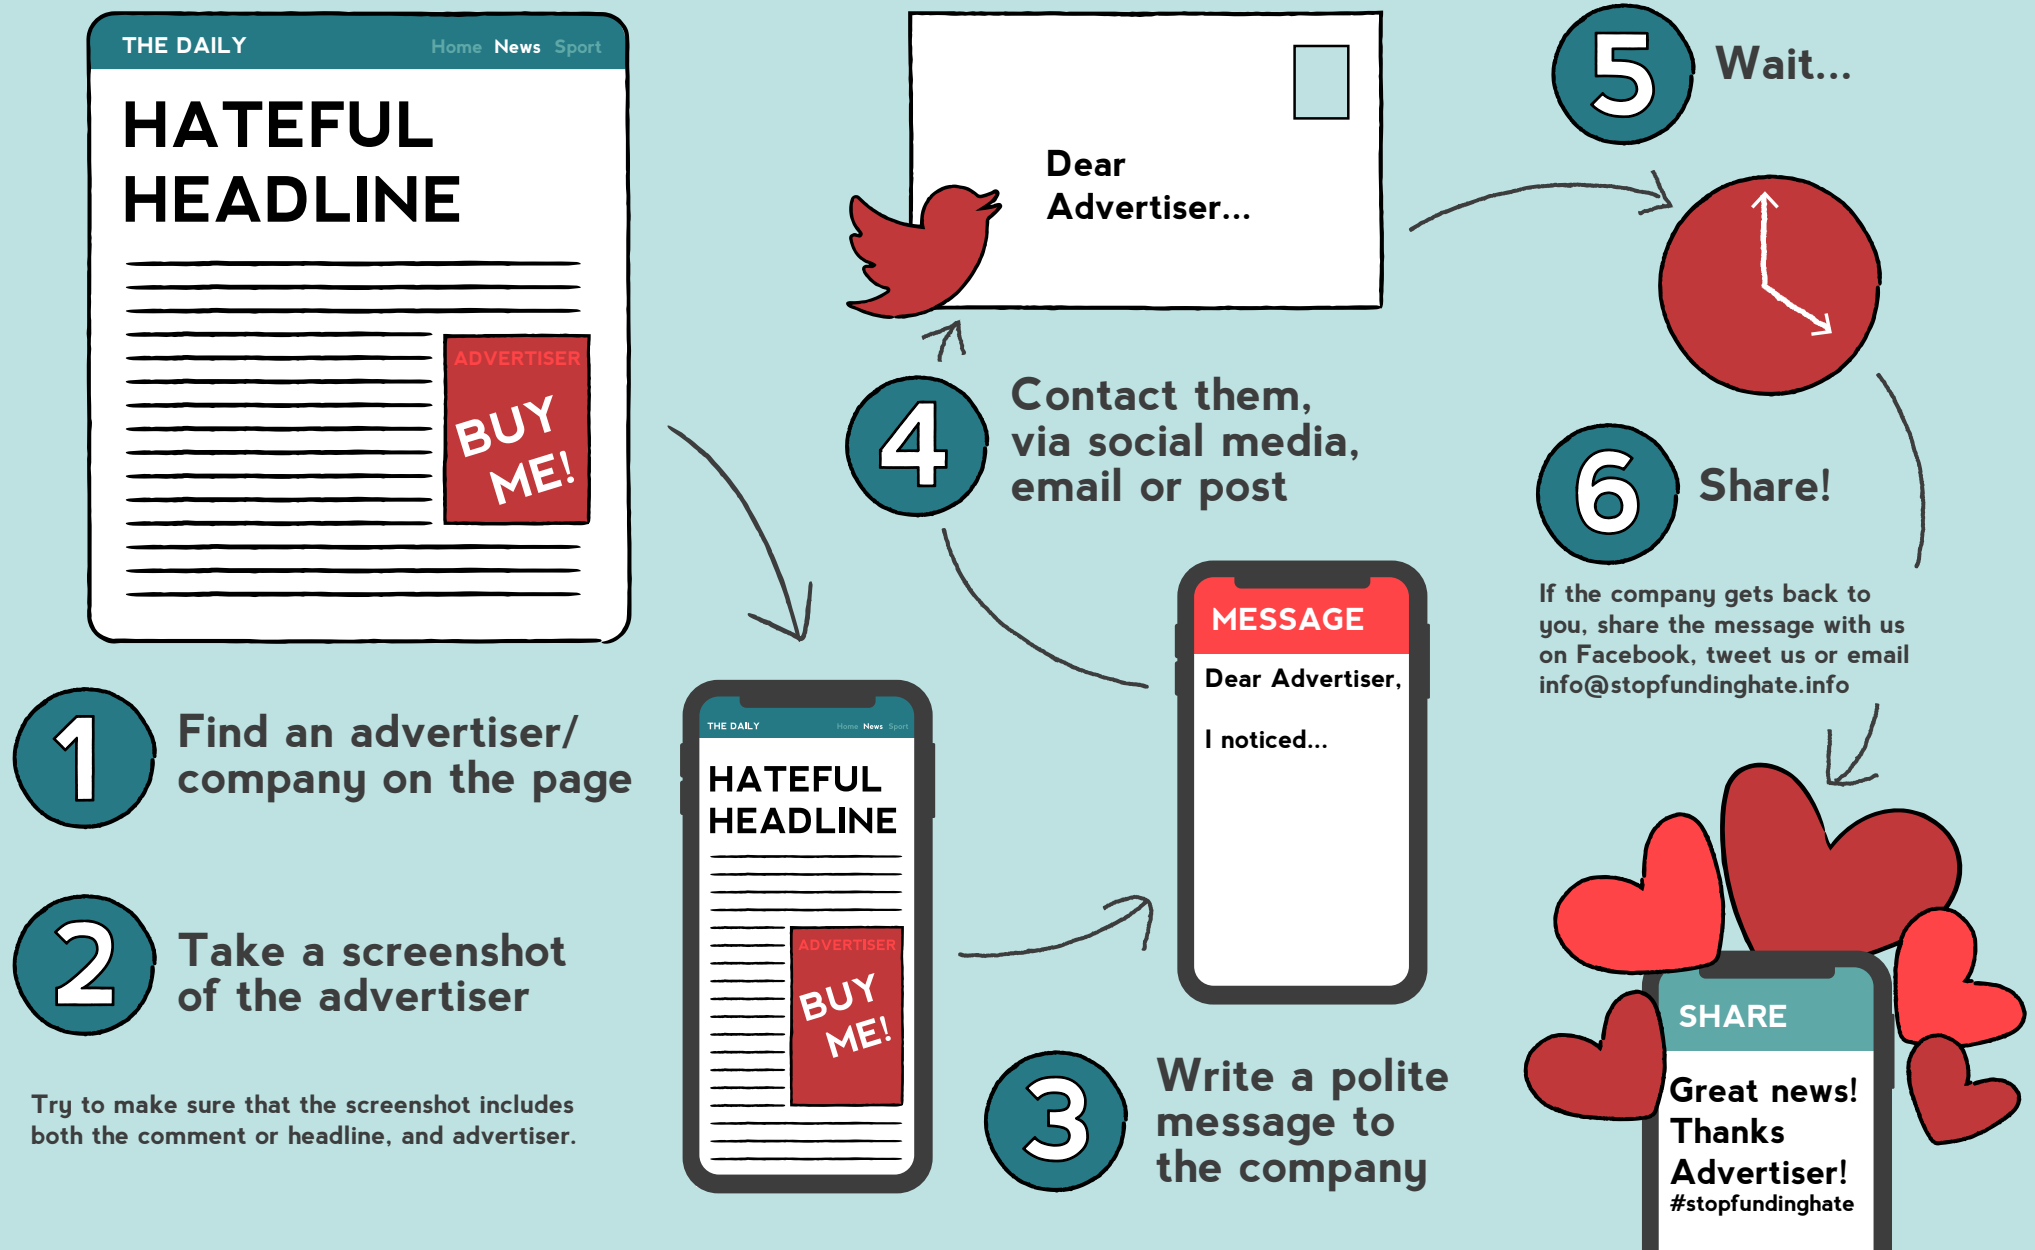 THE DAILY Home News Sport
HATEFUL
HEADLINE
ADVERTISER
BUY
ME!
1
Find an advertiser/
company on the page
2
Take a screenshot
of the advertiser
Try to make sure that the screenshot includes
both the comment or headline, and advertiser.
THE DAILY Home News Sport
HATEFUL
HEADLINE
ADVERTISER
BUY
ME!
3
Write a polite
message to
the company
MESSAGE
Dear Advertiser,
I noticed...
4
Contact them,
via social media,
email or post
Dear
Advertiser...
5
Wait...
6
Share!
If the company gets back to
you, share the message with us
on Facebook, tweet us or email
info@stopfundinghate.info
SHARE
Great news!
Thanks
Advertiser!
#stopfundinghate